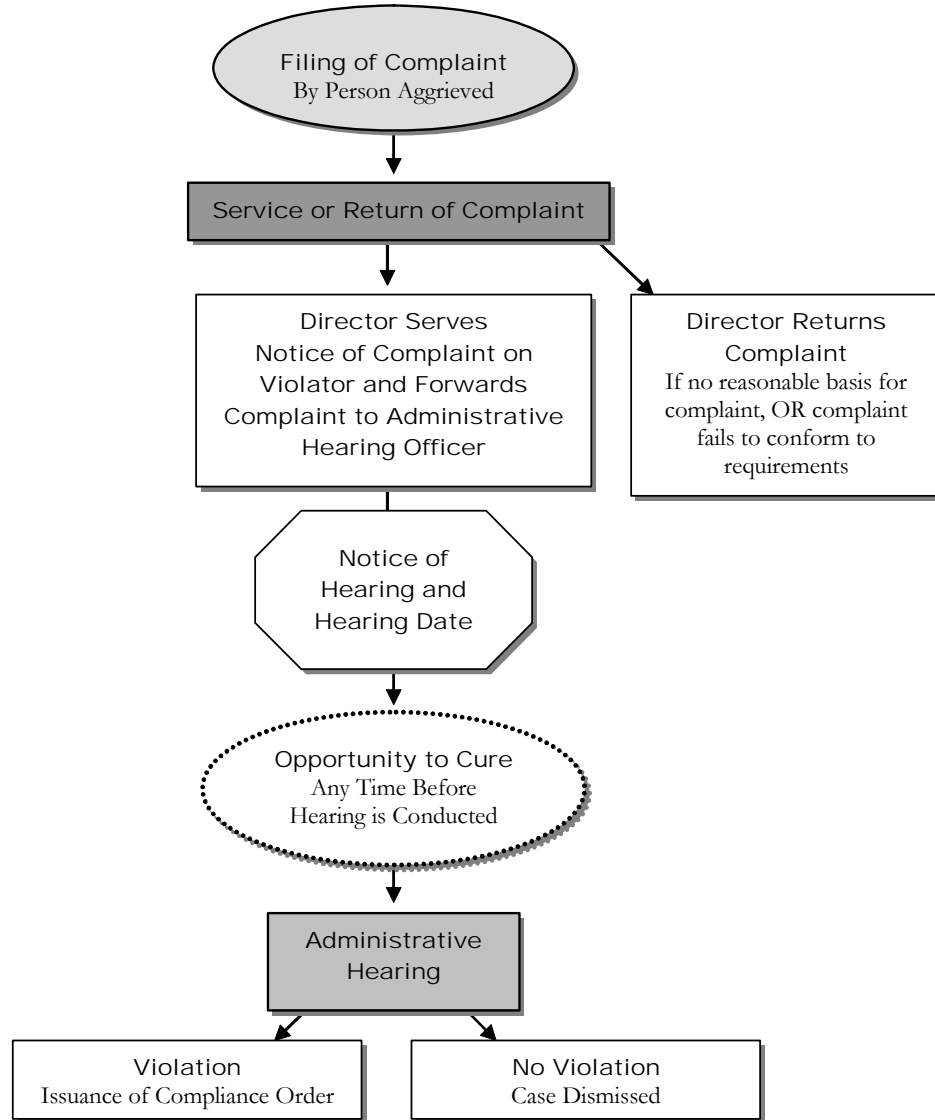 Filing of Complaint
By Person Aggrieved
Service or Return of Complaint
Director Serves
Notice of Complaint on
Violator and Forwards
Complaint to Administrative
Hearing Officer
Director Returns
Complaint
If no reasonable basis for
complaint, OR complaint
fails to conform to
requirements
Notice of
Hearing and
Hearing Date
Opportunity to Cure
Any Time Before
Hearing is Conducted
Administrative
Hearing
Violation
Issuance of Compliance Order
No Violation
Case Dismissed